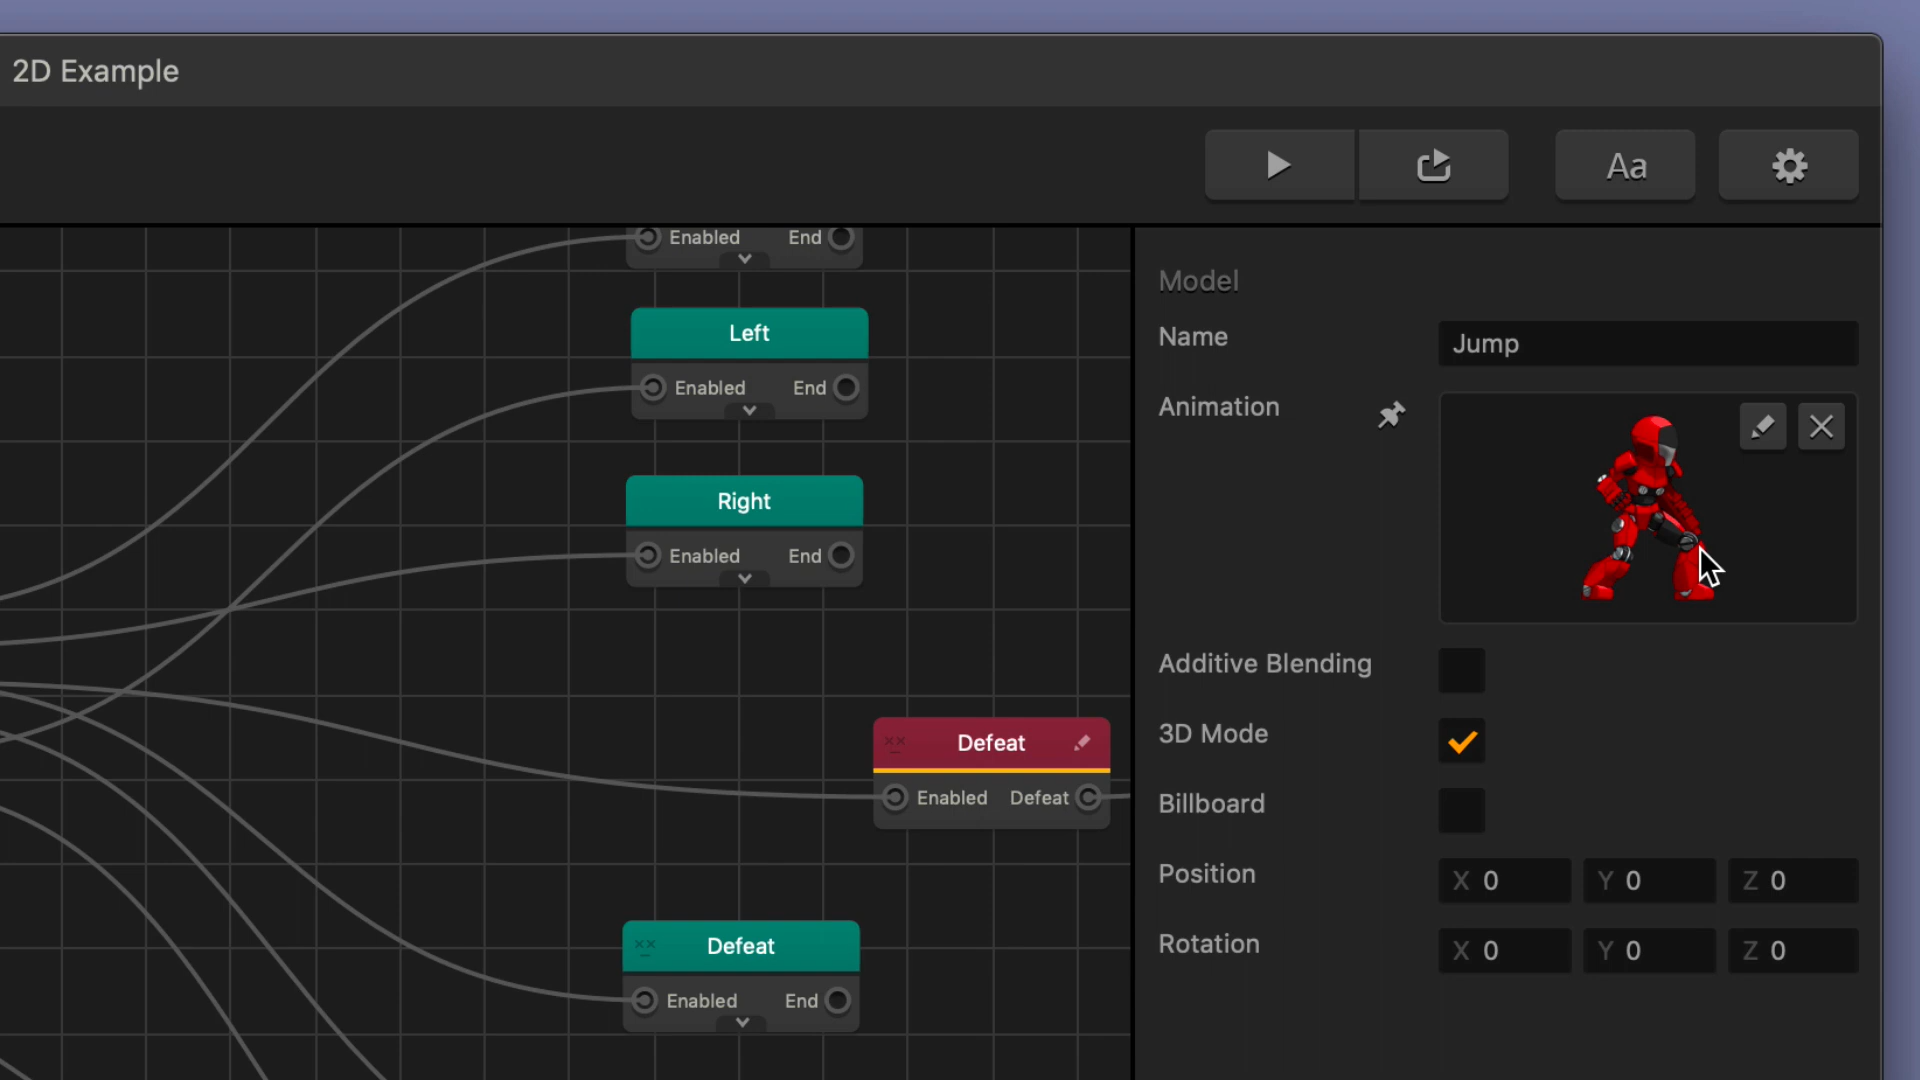 2D Example
Aa
Enabled End
Left
Enabled End
Right
Enabled End
Defeat
Enabled Defeat
Defeat
Enabled End
Model
Name Jump
Animation
Additive Blending
3D Mode
Billboard
Position X 0 Y 0 Z 0
Rotation X 0 Y 0 Z 0